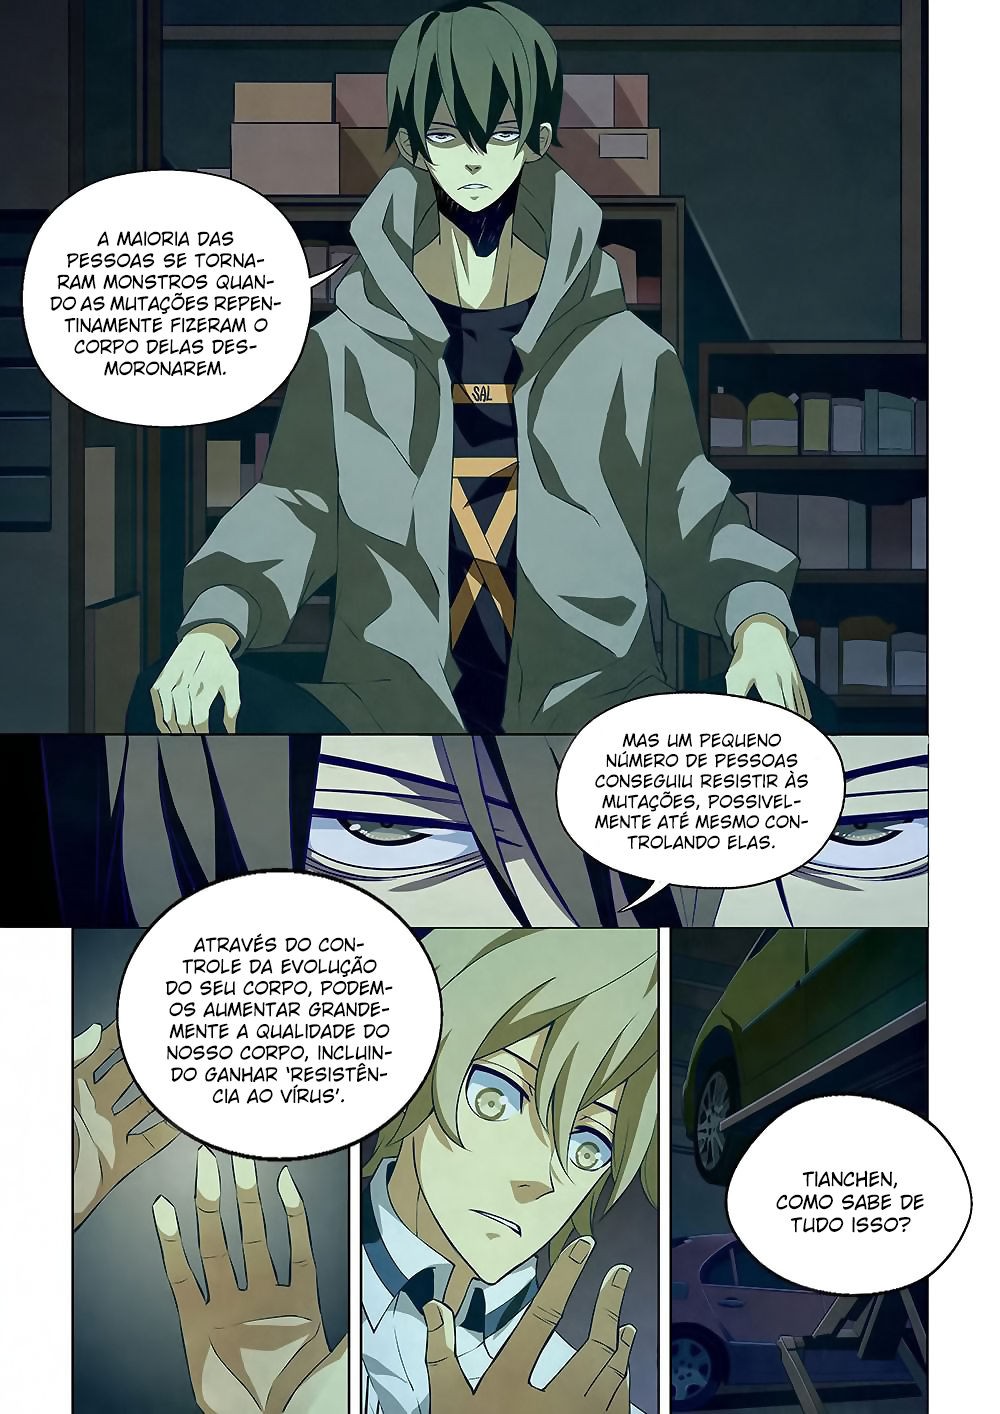 A MAIORIA DAS
PESSOAS SE TORNA-
RAM MONSTROS QUAN-
DO AS MUTAÇÕES REPEN-
TINAMENTE FIZERAM O
CORPO DELAS DES-
MORONAREM.
SAL
MAS UM PEQUENO
NÚMERO DE PESSOAS
CONSEGUIU RESISTIR ÀS
MUTAÇÕES, POSSIVEL-
MENTE ATÉ MESMO CON-
TROLANDO ELAS.
ATRAVÉS DO CON-
TROLE DA EVOLUÇÃO
DO SEU CORPO, PODEM-
OS AUMENTAR GRANDE-
MENTE A QUALIDADE DO
NOSSO CORPO, INCLUIN-
DO GANHAR ‘RESISTÊN-
CIA AO VÍRUS’.
TIANCHEN,
COMO SABE DE
TUDO ISSO?